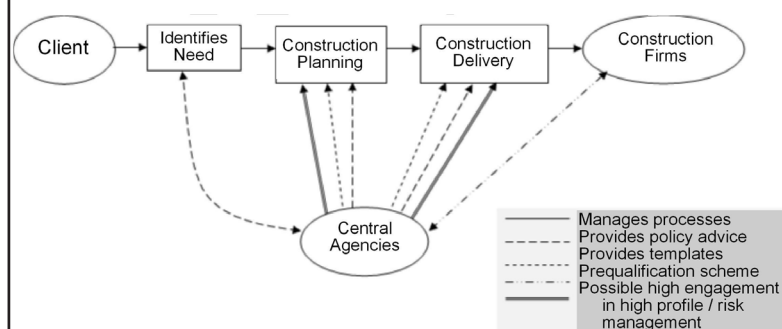 Client
Identifies
Need
Construction
Planning
Construction
Delivery
Construction
Firms
Central
Agencies
Manages processes
Provides policy advice
Provides templates
Prequalification scheme
Possible high engagement
in high profile / risk
management